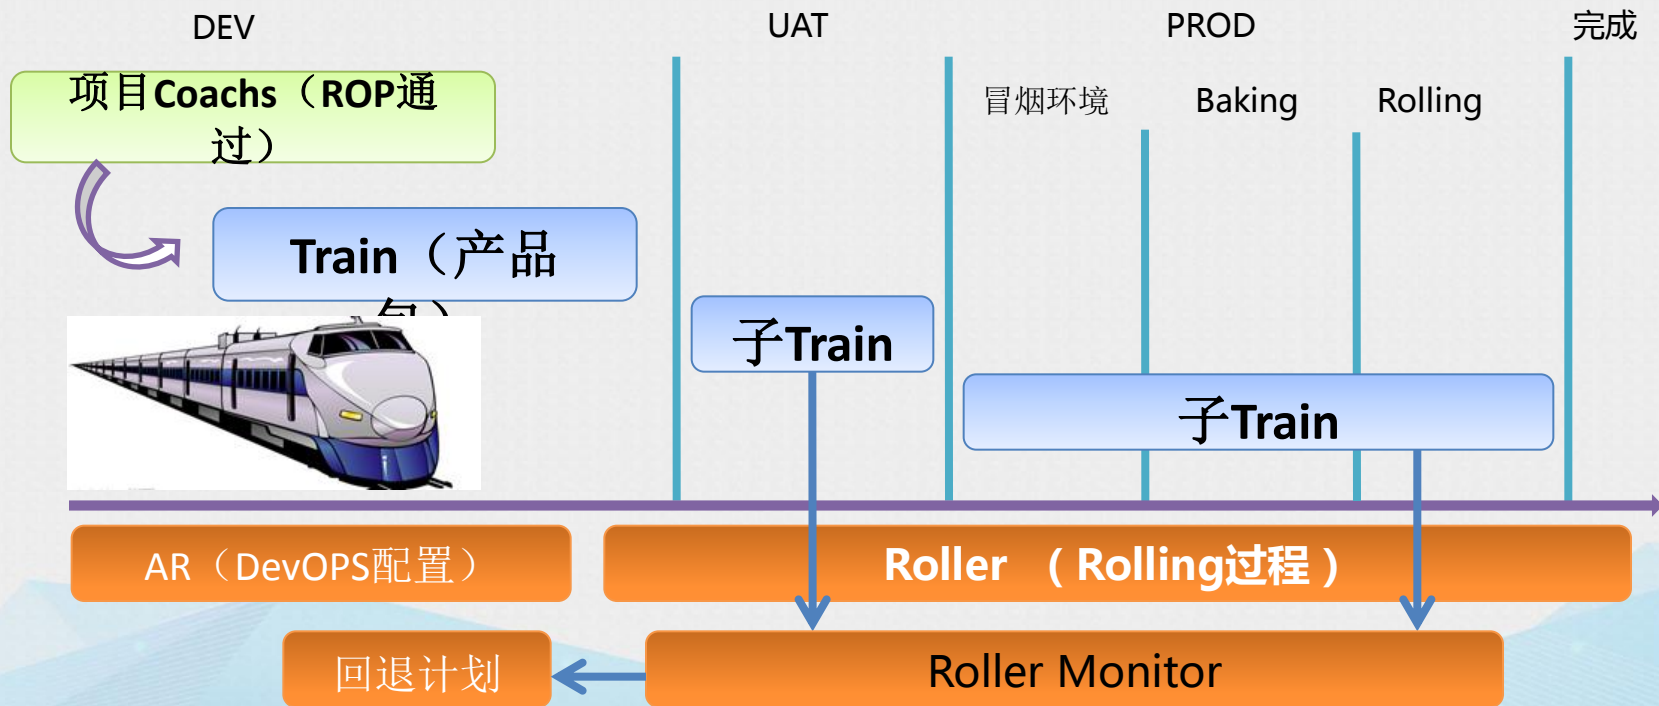 DEV
UAT
PROD
完成
项目Coachs（ROP通
过）
冒烟环境
Baking
Rolling
Train（产品
包）
子Train
子Train
AR（DevOPS配置）
Roller （Rolling过程）
回退计划
Roller Monitor